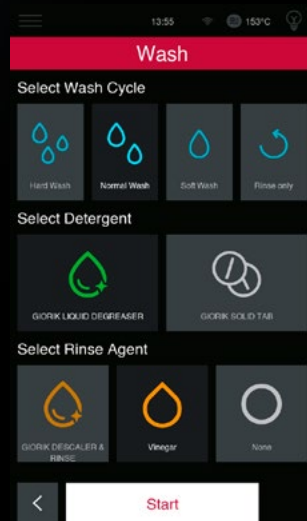 13:55 153°C
Wash
Select Wash Cycle
Hard Wash Normal Wash Soft Wash Rinse only
Select Detergent
GIORIK LIQUID DEGREASER GIORIK SOLID TAB
Select Rinse Agent
GIORIK DESCALER & Vinegar None
RINSE
Start